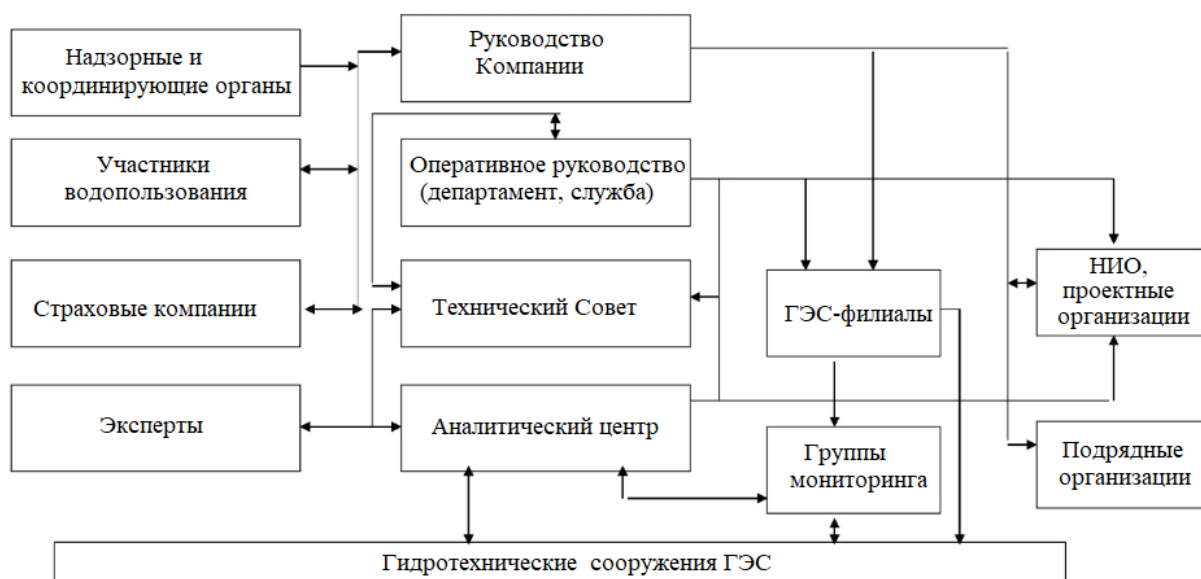 Надзорные и
координирующие органы
Руководство
Компании
Участники
водопользования
Оперативное руководство
(департамент, служба)
Страховые компании
Технический Совет
ГЭС-филиалы
НИО,
проектные
организации
Эксперты
Аналитический центр
Группы
мониторинга
Подрядные
организации
Гидротехнические сооружения ГЭС